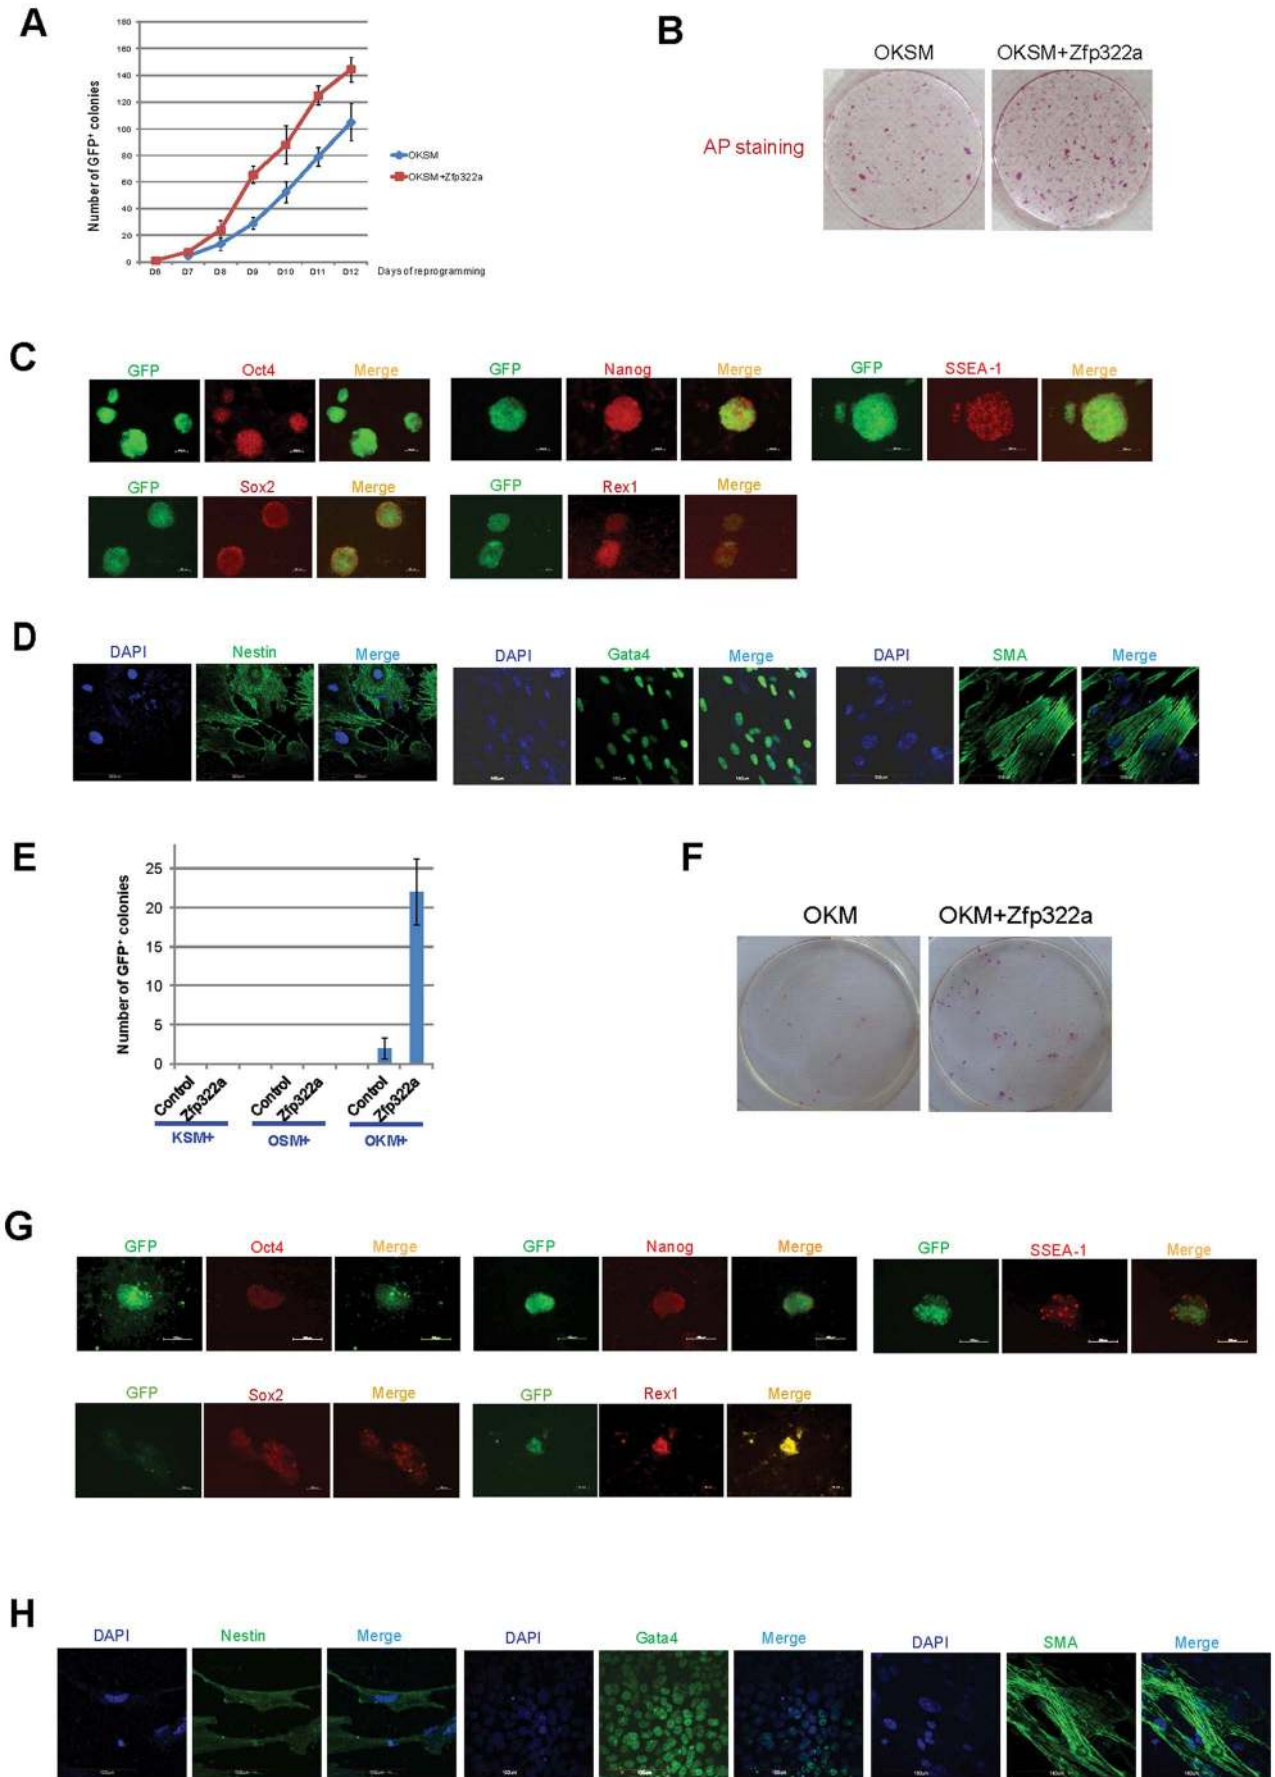 A
180
160
140
120
100
80
60
40
20
0
Number of GFP+ colonies
D6 D7 D8 D9 D10 D11 D12
Days of reprogramming
OKSM
OKSM+Zfp322a
B
OKSM OKSM+Zfp322a
AP staining
C
GFP Oct4 Merge GFP Nanog Merge GFP SSEA-1 Merge
GFP Sox2 Merge GFP Rex1 Merge
D
DAPI Nestin Merge DAPI Gata4 Merge DAPI SMA Merge
E
25
20
15
10
5
0
Number of GFP+ colonies
Control Zfp322a Control Zfp322a Control Zfp322a
KSM+ OSM+ OKM+
F
OKM OKM+Zfp322a
G
GFP Oct4 Merge GFP Nanog Merge GFP SSEA-1 Merge
GFP Sox2 Merge GFP Rex1 Merge
H
DAPI Nestin Merge DAPI Gata4 Merge DAPI SMA Merge